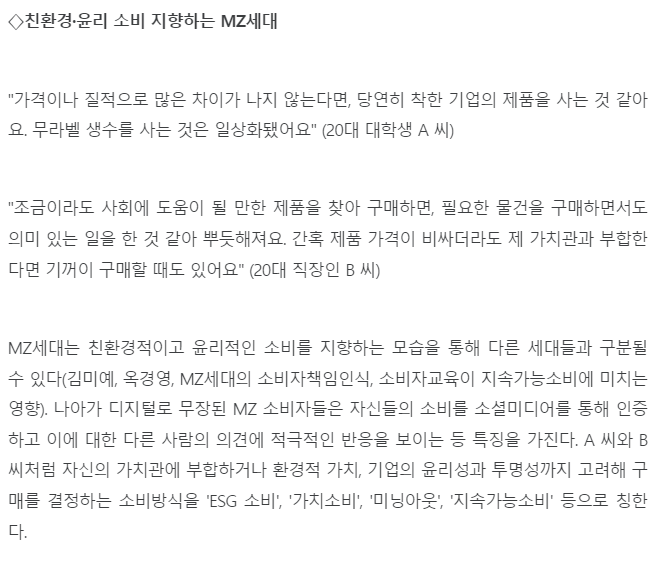 ◇친환경·윤리 소비 지향하는 MZ세대
"가격이나 질적으로 많은 차이가 나지 않는다면, 당연히 착한 기업의 제품을 사는 것 같아
요. 무라벨 생수를 사는 것은 일상화됐어요" (20대 대학생 A 씨)
"조금이라도 사회에 도움이 될 만한 제품을 찾아 구매하면, 필요한 물건을 구매하면서도
의미 있는 일을 한 것 같아 뿌듯해져요. 간혹 제품 가격이 비싸더라도 제 가치관과 부합한
다면 기꺼이 구매할 때도 있어요" (20대 직장인 B 씨)
MZ세대는 친환경적이고 윤리적인 소비를 지향하는 모습을 통해 다른 세대들과 구분될
수 있다(김미예, 옥경영, MZ세대의 소비자책임인식, 소비자교육이 지속가능소비에 미치는
영향). 나아가 디지털로 무장된 MZ 소비자들은 자신들의 소비를 소셜미디어를 통해 인증
하고 이에 대한 다른 사람의 의견에 적극적인 반응을 보이는 등 특징을 가진다. A 씨와 B
씨처럼 자신의 가치관에 부합하거나 환경적 가치, 기업의 윤리성과 투명성까지 고려해 구
매를 결정하는 소비방식을 'ESG 소비', '가치소비', '미닝아웃', '지속가능소비' 등으로 칭한
다.